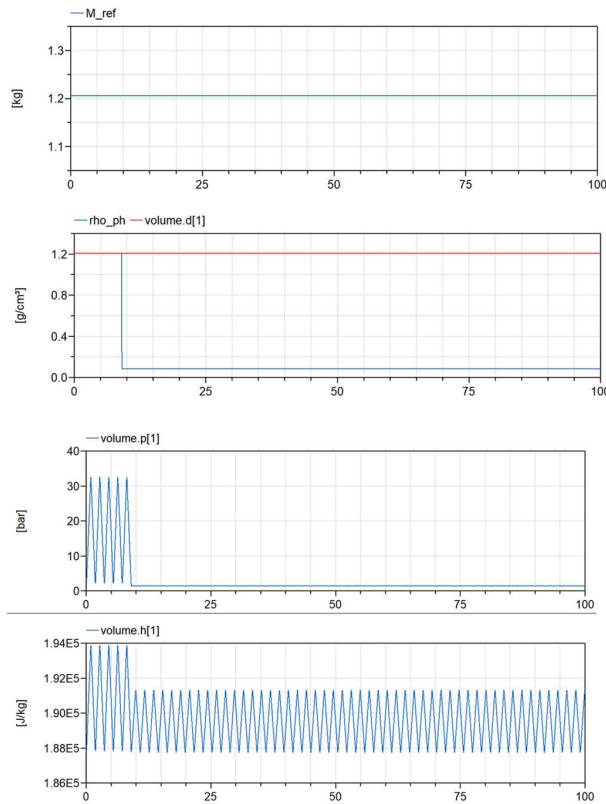 M_ref
1.3
1.2
1.1
[kg]
0 25 50 75 100
rho_ph volume.d[1]
1.2
0.8
0.4
0.0
[g/cm³]
0 25 50 75 100
volume.p[1]
40
30
20
10
0
[bar]
0 25 50 75 100
volume.h[1]
1.94E5
1.92E5
1.90E5
1.88E5
1.86E5
[J/kg]
0 25 50 75 100